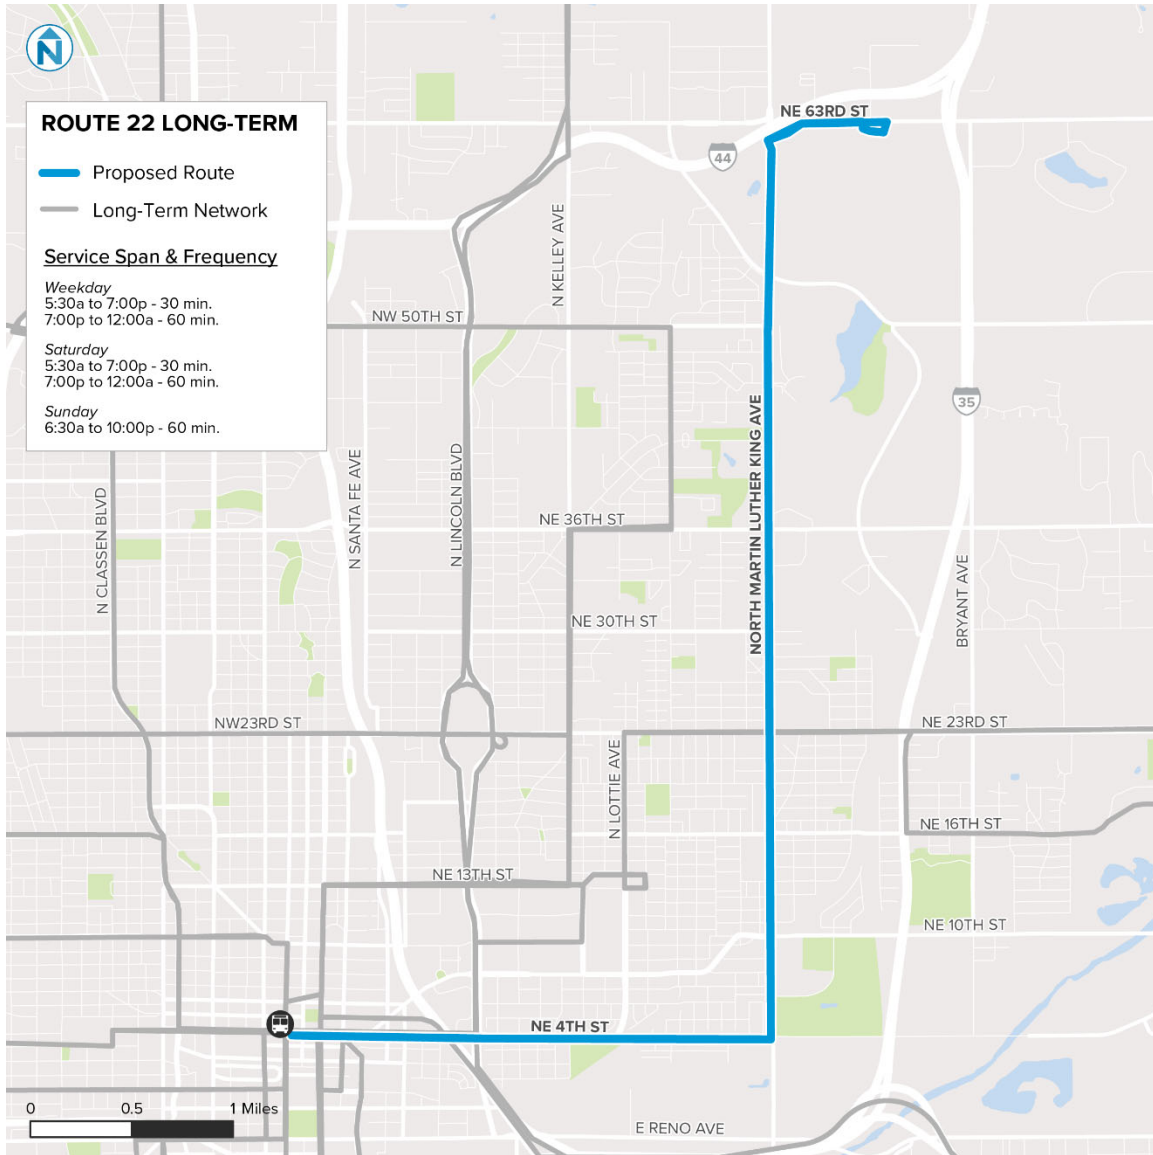 N
ROUTE 22 LONG-TERM
Proposed Route
Long-Term Network
Service Span & Frequency
Weekday
5:30a to 7:00p - 30 min.
7:00p to 12:00a - 60 min.
Saturday
5:30a to 7:00p - 30 min.
7:00p to 12:00a - 60 min.
Sunday
6:30a to 10:00p - 60 min.
NE 63RD ST
44
N KELLEY AVE
NW 50TH ST
35
NORTH MARTIN LUTHER KING AVE
N LINCOLN BLVD
N SANTA FE AVE
N CLASSEN BLVD
NE 36TH ST
BRYANT AVE
NE 30TH ST
NW23RD ST
NE 23RD ST
N LOTTIE AVE
NE 16TH ST
NE 13TH ST
NE 10TH ST
NE 4TH ST
E RENO AVE
0 0.5 1 Miles